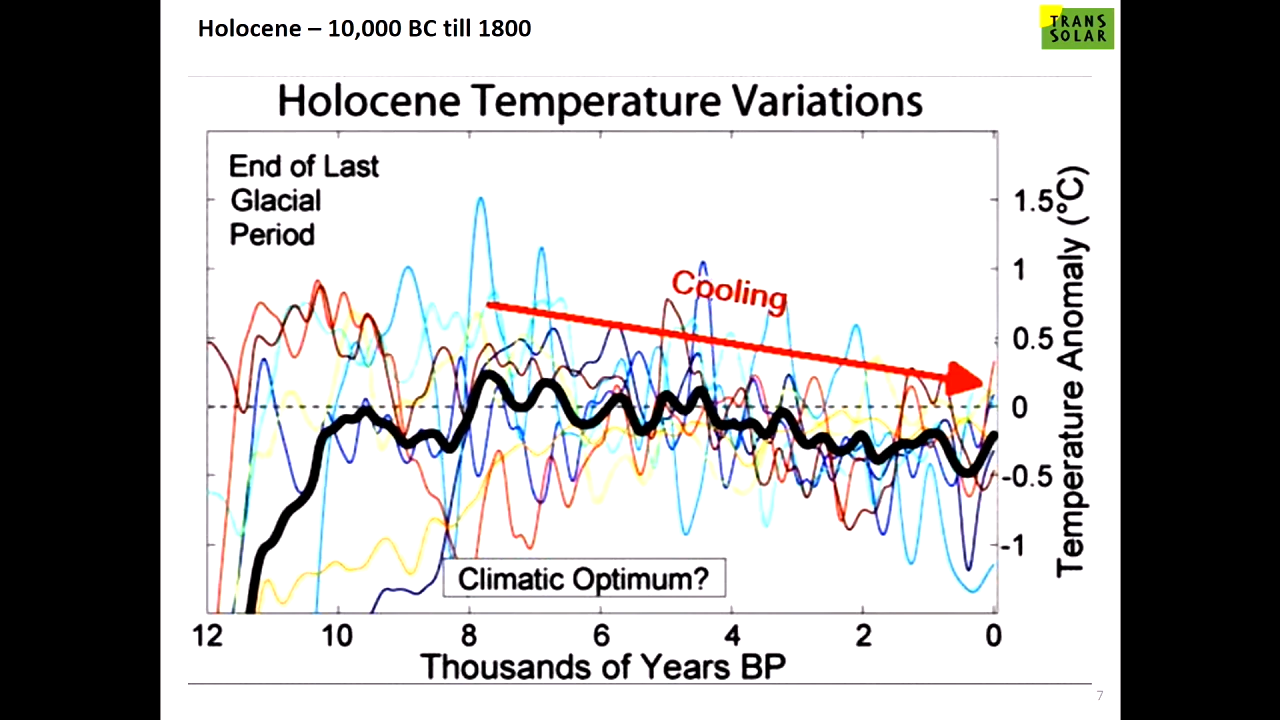 Holocene – 10,000 BC till 1800
TRANS
SOLAR
Holocene Temperature Variations
End of Last
Glacial
Period
Cooling
Climatic Optimum?
1.5
1
0.5
0
-0.5
-1
Temperature Anomaly (°C)
12 10 8 6 4 2 0
Thousands of Years BP
7